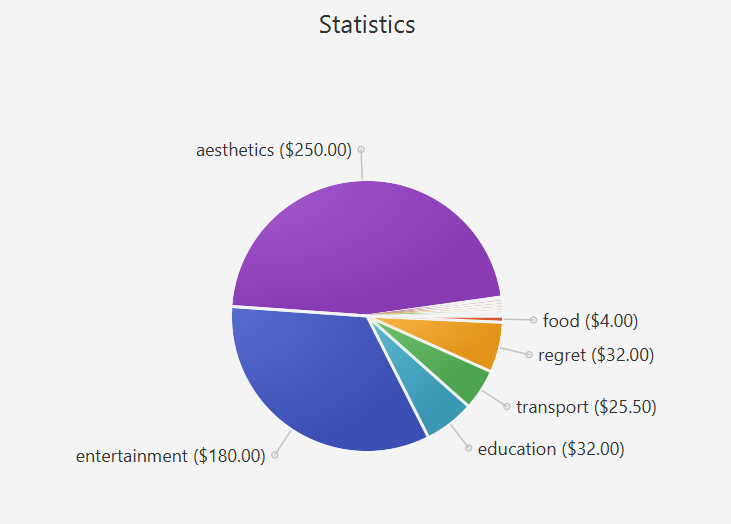 Statistics
aesthetics ($250.00)
food ($4.00)
regret ($32.00)
transport ($25.50)
education ($32.00)
entertainment ($180.00)